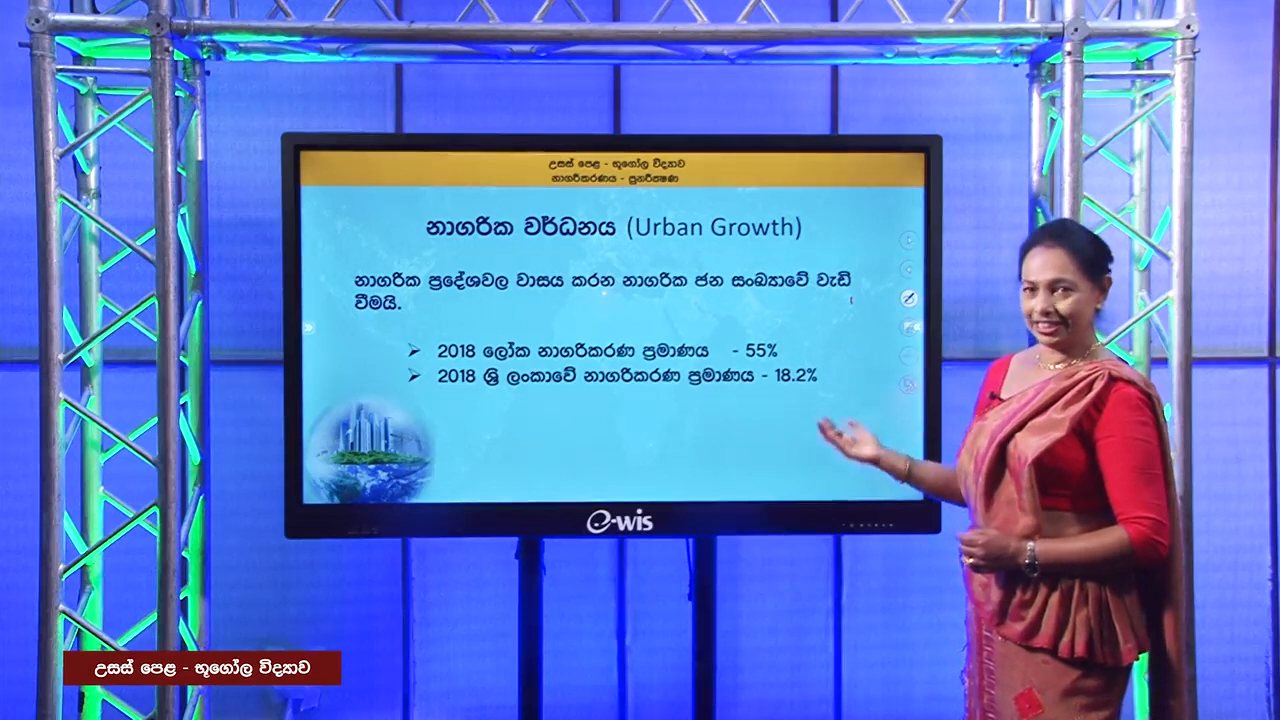 උසස් පෙළ - භූගෝල විද්‍යාව
නාගරීකරණය - පුනරීක්ෂණ
නාගරික වර්ධනය (Urban Growth)
නාගරික ප්‍රදේශවල වාසය කරන නාගරික ජන සංඛ්‍යාවේ වැඩි
වීමයි.
➢ 2018 ලෝක නාගරිකරණ ප්‍රමාණය - 55%
➢ 2018 ශ්‍රි ලංකාවේ නාගරිකරණ ප්‍රමාණය - 18.2%
e-wis
උසස් පෙළ - භූගෝල විද්‍යාව